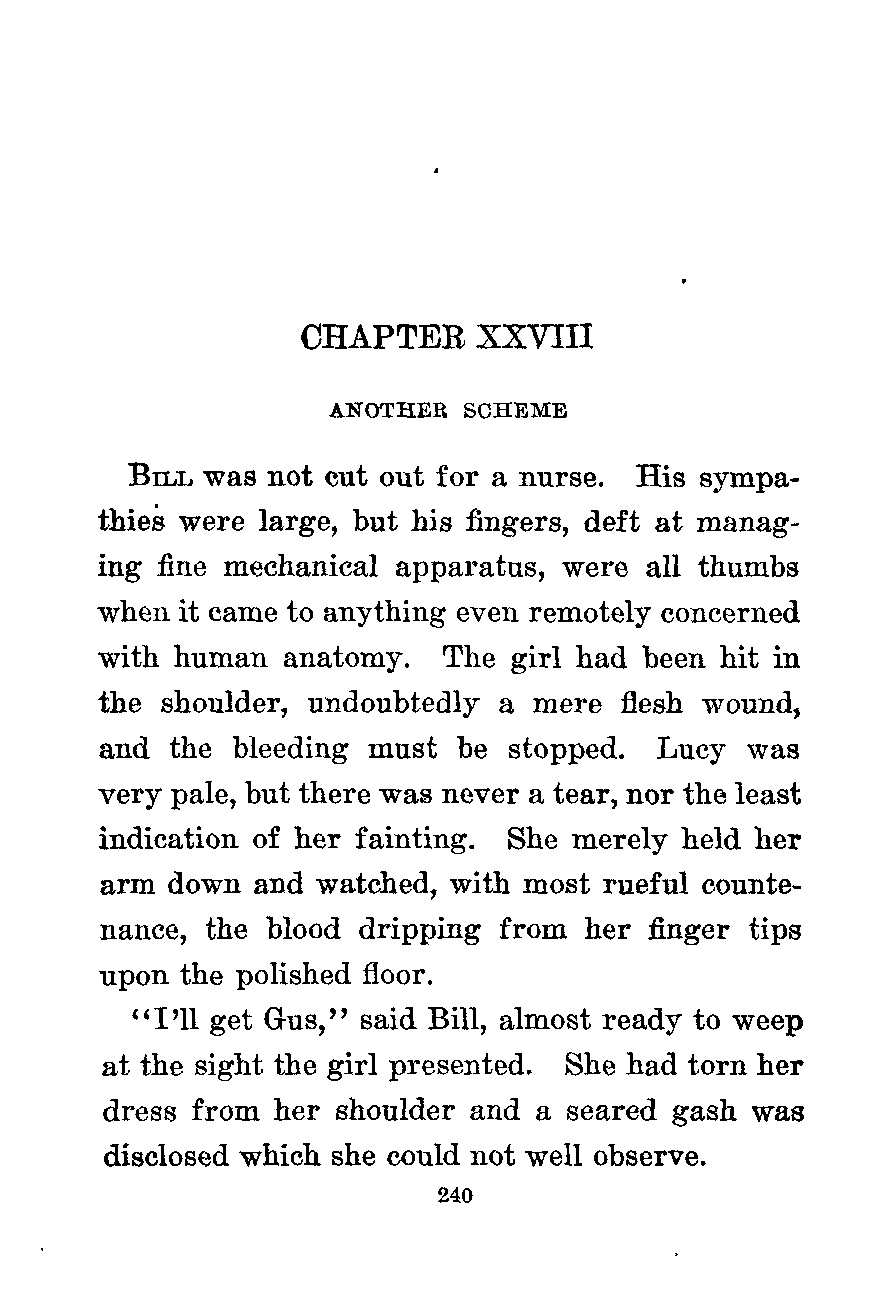 CHAPTER XXVIII
ANOTHER SCHEME
BILL was not cut out for a nurse. His sympa-
thies were large, but his fingers, deft at manag-
ing fine mechanical apparatus, were all thumbs
when it came to anything even remotely concerned
with human anatomy. The girl had been hit in
the shoulder, undoubtedly a mere flesh wound,
and the bleeding must be stopped. Lucy was
very pale, but there was never a tear, nor the least
indication of her fainting. She merely held her
arm down and watched, with most rueful counte-
nance, the blood dripping from her finger tips
upon the polished floor.
"I'll get Gus," said Bill, almost ready to weep
at the sight the girl presented. She had torn her
dress from her shoulder and a seared gash was
disclosed which she could not well observe.
240